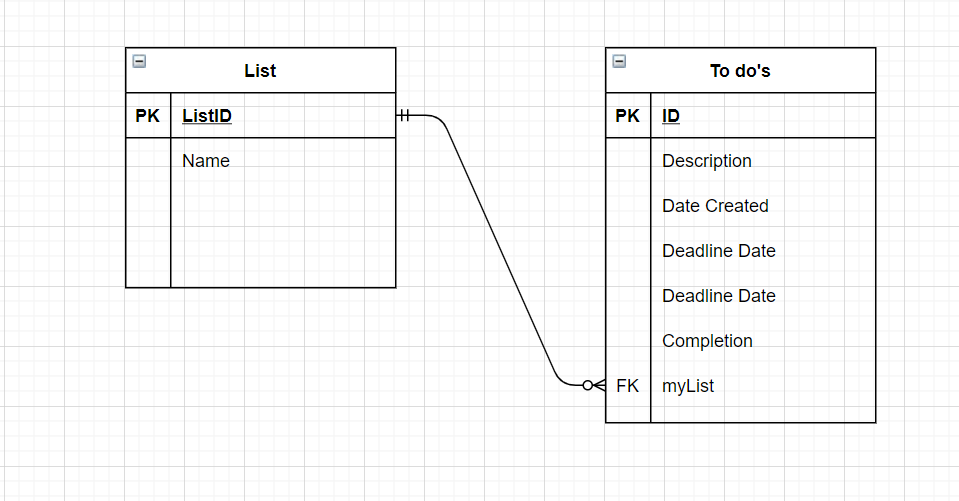 List
PK ListID
Name
To do's
PK ID
Description
Date Created
Deadline Date
Deadline Date
Completion
FK myList